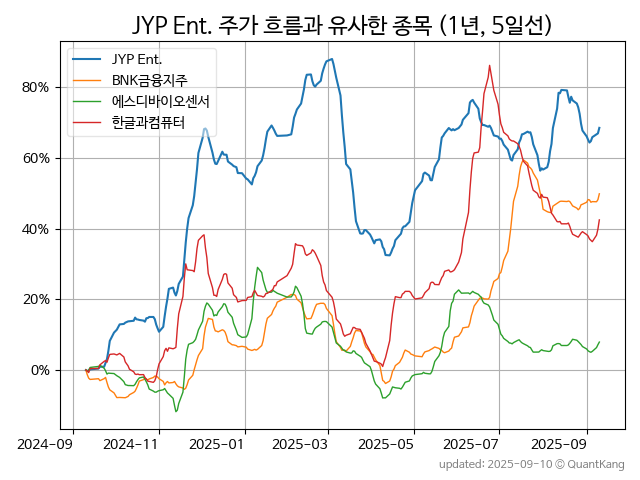 JYP Ent. 주가 흐름과 유사한 종목 (1년, 5일선)
JYP Ent.
BNK금융지주
에스디바이오센서
한글과컴퓨터
80%
60%
40%
20%
0%
2024-09
2024-11
2025-01
2025-03
2025-05
2025-07
2025-09
updated: 2025-09-10 © QuantKang